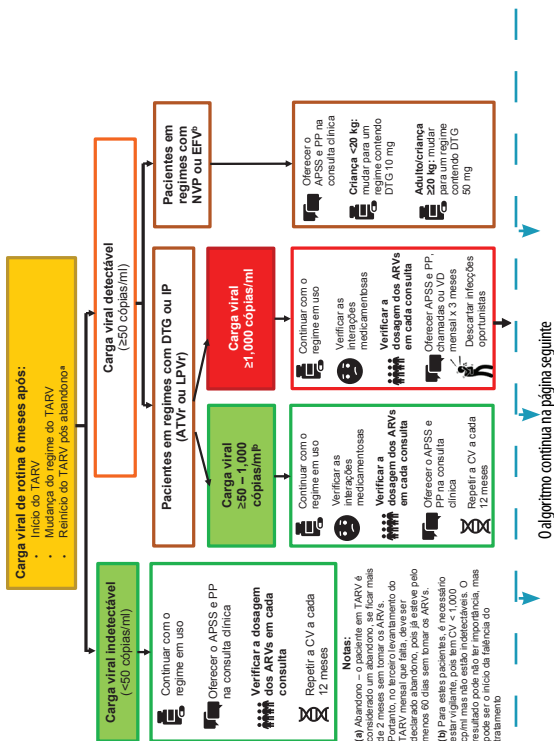 Carga viral de rotina 6 meses após:
• Início do TARV
• Mudança do regime do TARV
• Reinício do TARV pós abandonoᵃ
Carga viral indetectável
(<50 cópias/ml)
Continuar com o
regime em uso
Oferecer o APSS e PP
na consulta clínica
Verificar a dosagem
dos ARVs em cada
consulta
Repetir a CV a cada
12 meses
Carga viral detectável
(≥50 cópias/ml)
Pacientes em regimes com DTG ou IP
(ATVr ou LPVr)
Carga viral
≥50 – 1,000
cópias/mlᵇ
Continuar com o
regime em uso
Verificar as
interações
medicamentosas
Verificar a
dosagem dos ARVs
em cada consulta
Oferecer o APSS e
PP na consulta
clínica
Repetir a CV a cada
12 meses
Carga viral
≥1,000 cópias/ml
Continuar com o
regime em uso
Verificar as
interações
medicamentosas
Verificar a
dosagem dos ARVs
em cada consulta
Oferecer APSS e PP,
chamadas ou VD
mensal x 3 meses
Descartar infecções
oportunistas
Pacientes em
regimes com
NVP ou EFVᵇ
Oferecer o
APSS e PP na
consulta clínica
Criança <20 kg:
mudar para um
regime contendo
DTG 10 mg
Adulto/criança
≥20 kg: mudar
para um regime
contendo DTG
50 mg
Notas:
(a) Abandono – o paciente em TARV é
considerado um abandono, se ficar mais
de 2 meses sem tomar os ARVs.
Portanto, no terceiro levantamento do
TARV mensal que falta, deve ser
declarado abandono, pois já esteve pelo
menos 60 dias sem tomar os ARVs.
(b) Para estes pacientes, é necessário
estar vigilante, pois tem CV < 1,000
cp/ml mas não estão indetectáveis. O
resultado pode não ter importância, mas
pode ser o início da falência do
tratamento
O algoritmo continua na página seguinte